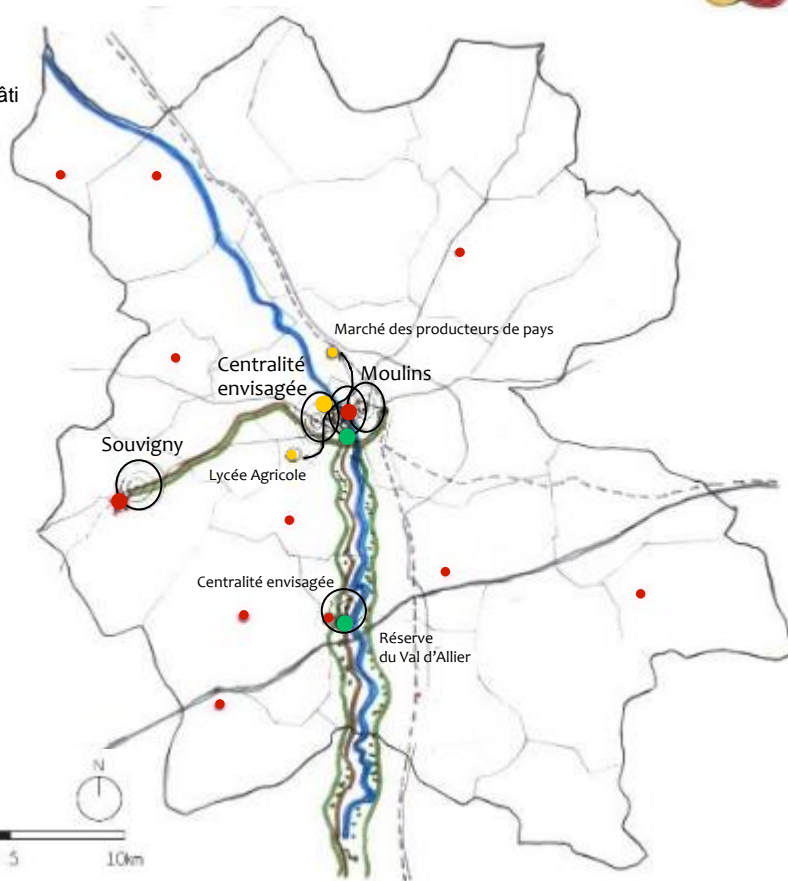 âti
Marché des producteurs de pays
Centralité
envisagée
Moulins
Souvigny
Lycée Agricole
Centralité envisagée
Réserve
du Val d'Allier
N
5
10km